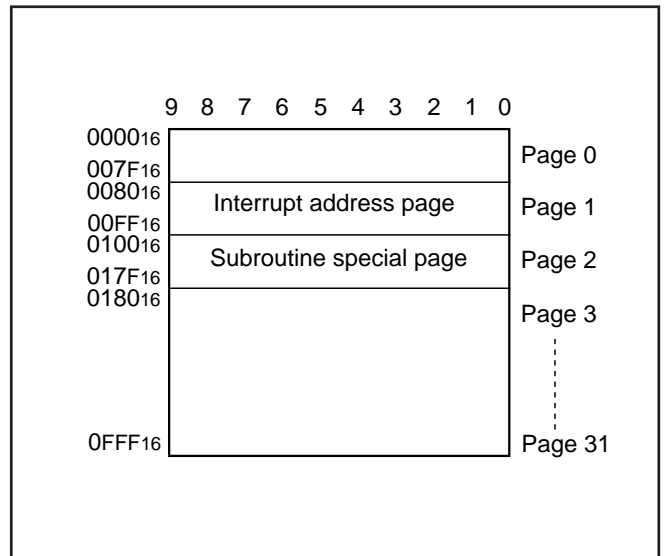 9 8 7 6 5 4 3 2 1 0
000016
007F16
Page 0
008016
00FF16
Interrupt address page
Page 1
010016
017F16
Subroutine special page
Page 2
018016
Page 3
0FFF16
Page 31